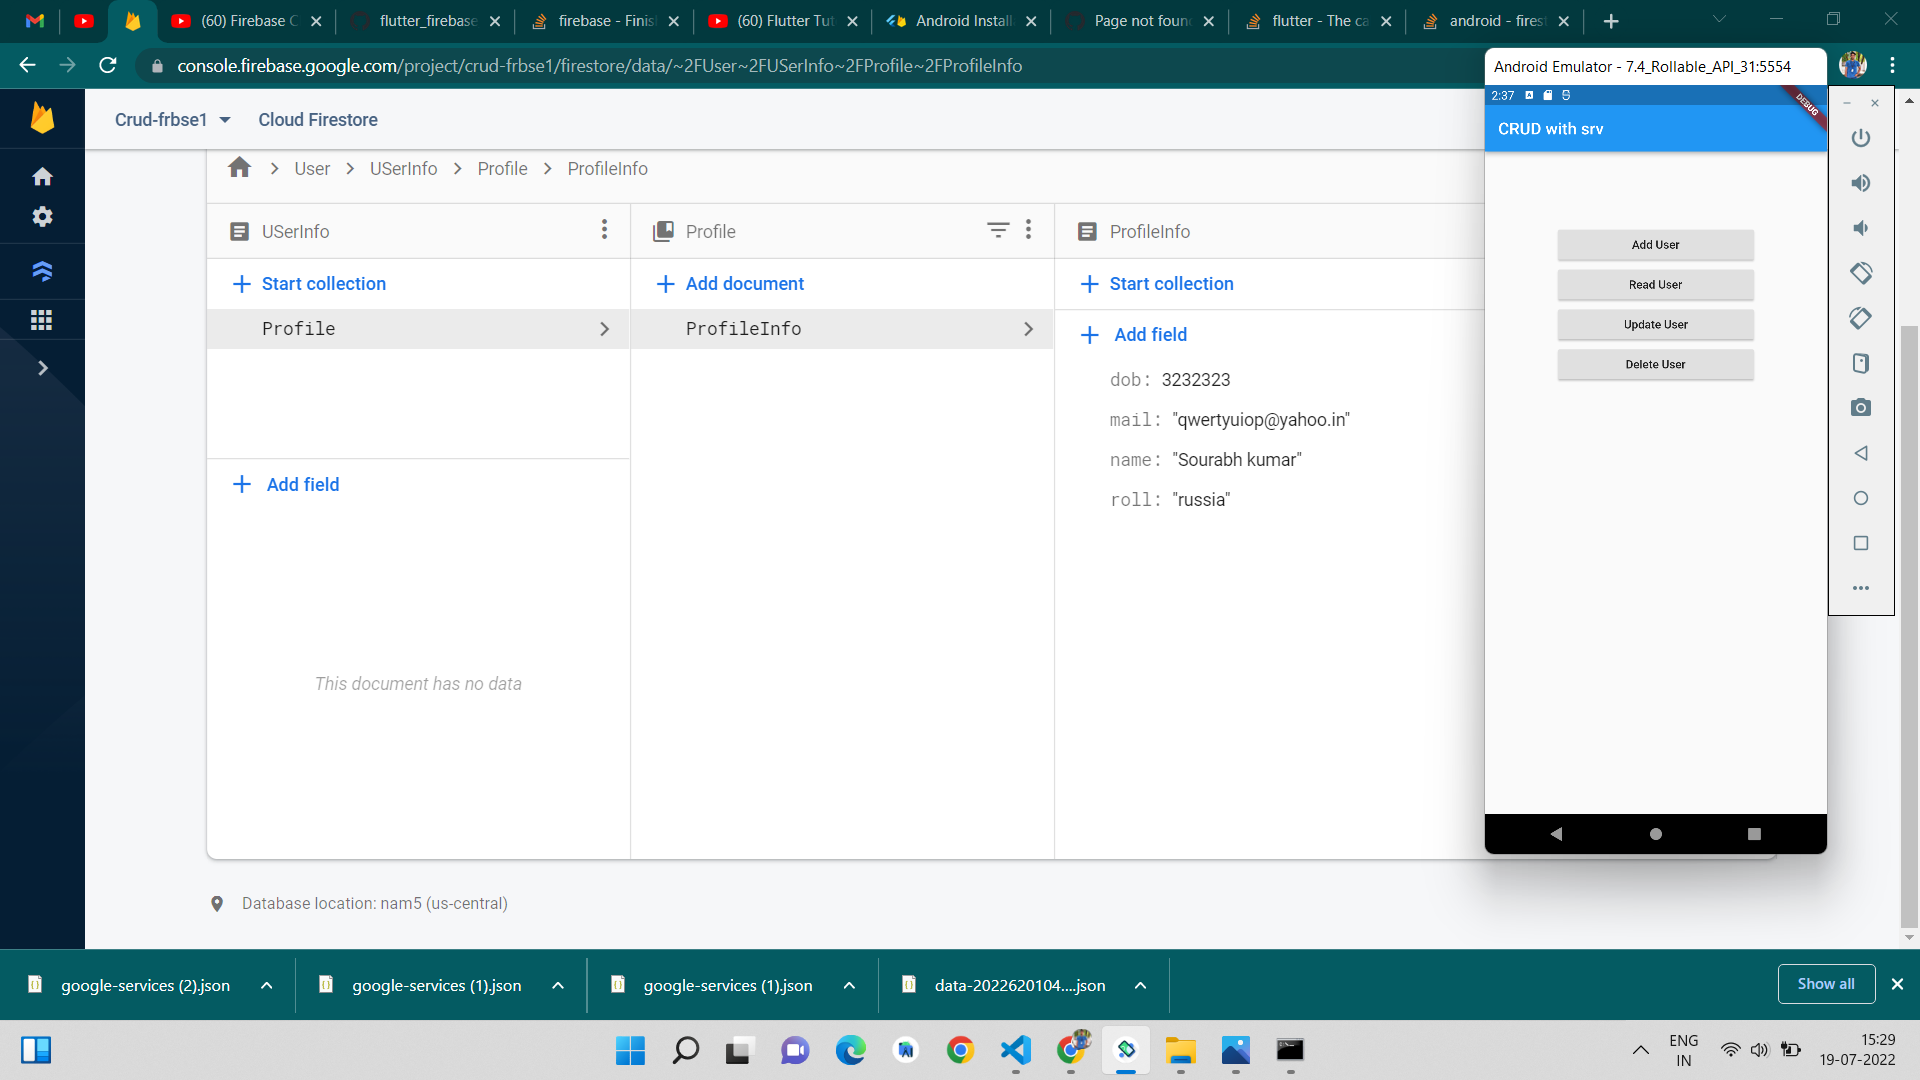 (60) Firebase C
flutter_firebase
firebase - Finis
(60) Flutter Tut
Android Install
Page not foun
flutter - The ca
android - fires
console.firebase.google.com/project/crud-frbse1/firestore/data/~2FUser~2FUSerInfo~2FProfile~2FProfileInfo
Crud-frbse1
Cloud Firestore
User
USerInfo
Profile
ProfileInfo
USerInfo
Profile
ProfileInfo
Start collection
Add document
Start collection
Profile
ProfileInfo
Add field
dob: 3232323
mail: "qwertyuiop@yahoo.in"
name: "Sourabh kumar"
roll: "russia"
Add field
This document has no data
Database location: nam5 (us-central)
Android Emulator - 7.4_Rollable_API_31:5554
2:37
DEBUG
CRUD with srv
Add User
Read User
Update User
Delete User
google-services (2).json
google-services (1).json
google-services (1).json
data-2022620104....json
Show all
ENG
IN
15:29
19-07-2022